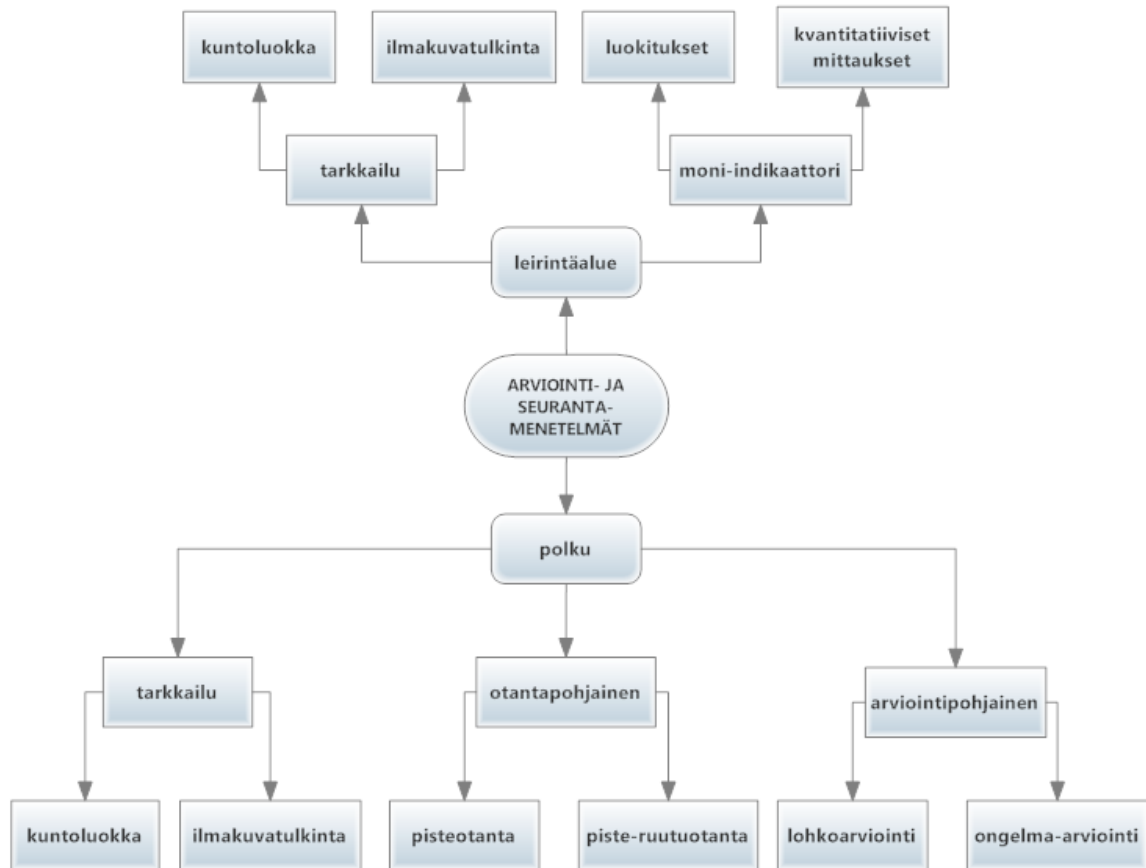 kuntoluokka
ilmakuvatulkinta
luokitukset
kvantitatiiviset
mittaukset
tarkkailu
moni-indikaattori
leirintäalue
ARVIOINTI- JA
SEURANTA-
MENETELMÄT
polku
tarkkailu
otantapohjainen
arviointipohjainen
kuntoluokka
ilmakuvatulkinta
pisteotanta
piste-ruutuotanta
lohkoarviointi
ongelma-arviointi